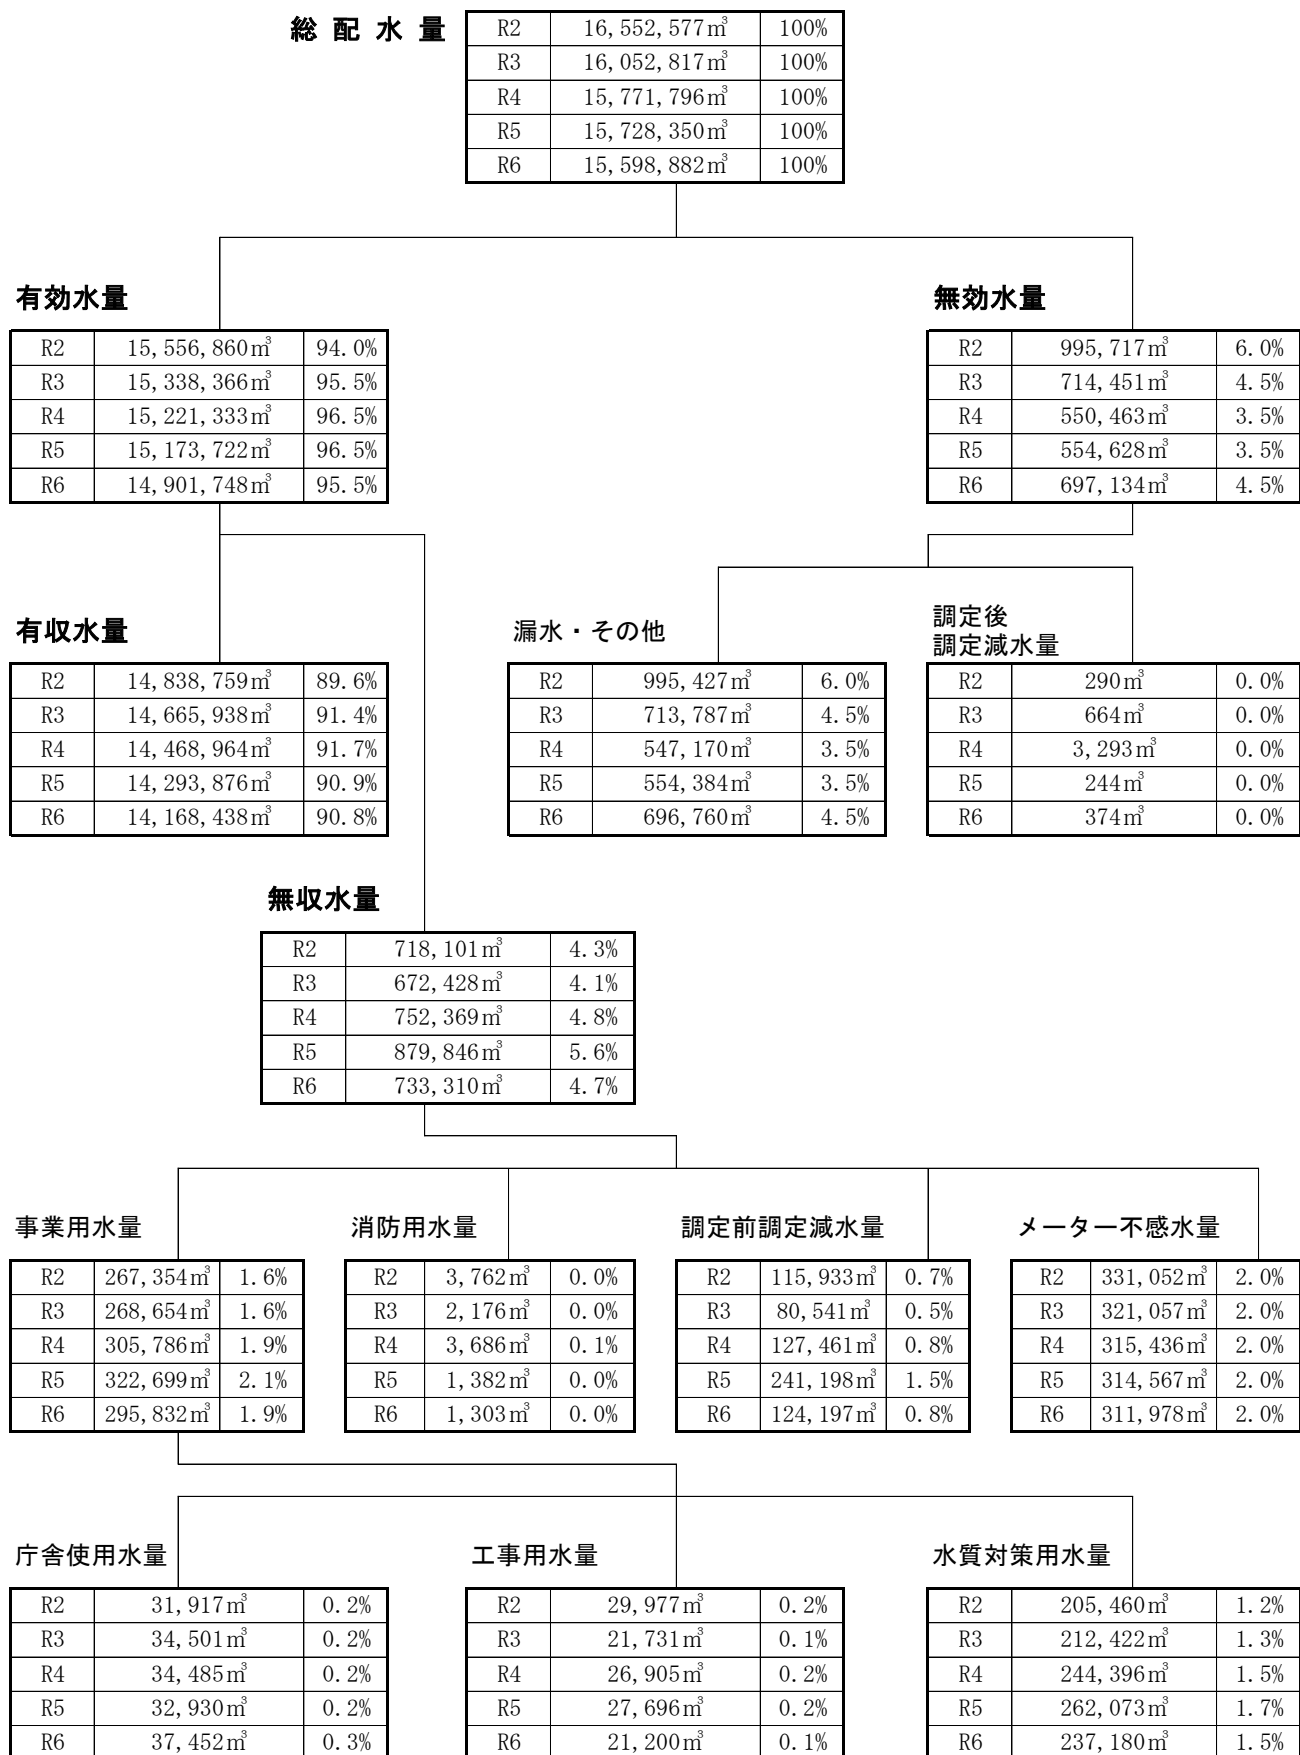 総配水量
R2 16,552,577㎥ 100%
R3 16,052,817㎥ 100%
R4 15,771,796㎥ 100%
R5 15,728,350㎥ 100%
R6 15,598,882㎥ 100%
有効水量
R2 15,556,860㎥ 94.0%
R3 15,338,366㎥ 95.5%
R4 15,221,333㎥ 96.5%
R5 15,173,722㎥ 96.5%
R6 14,901,748㎥ 95.5%
無効水量
R2 995,717㎥ 6.0%
R3 714,451㎥ 4.5%
R4 550,463㎥ 3.5%
R5 554,628㎥ 3.5%
R6 697,134㎥ 4.5%
有収水量
R2 14,838,759㎥ 89.6%
R3 14,665,938㎥ 91.4%
R4 14,468,964㎥ 91.7%
R5 14,293,876㎥ 90.9%
R6 14,168,438㎥ 90.8%
漏水・その他
R2 995,427㎥ 6.0%
R3 713,787㎥ 4.5%
R4 547,170㎥ 3.5%
R5 554,384㎥ 3.5%
R6 696,760㎥ 4.5%
調定後
調定減水量
R2 290㎥ 0.0%
R3 664㎥ 0.0%
R4 3,293㎥ 0.0%
R5 244㎥ 0.0%
R6 374㎥ 0.0%
無収水量
R2 718,101㎥ 4.3%
R3 672,428㎥ 4.1%
R4 752,369㎥ 4.8%
R5 879,846㎥ 5.6%
R6 733,310㎥ 4.7%
事業用水量
R2 267,354㎥ 1.6%
R3 268,654㎥ 1.6%
R4 305,786㎥ 1.9%
R5 322,699㎥ 2.1%
R6 295,832㎥ 1.9%
消防用水量
R2 3,762㎥ 0.0%
R3 2,176㎥ 0.0%
R4 3,686㎥ 0.1%
R5 1,382㎥ 0.0%
R6 1,303㎥ 0.0%
調定前調定減水量
R2 115,933㎥ 0.7%
R3 80,541㎥ 0.5%
R4 127,461㎥ 0.8%
R5 241,198㎥ 1.5%
R6 124,197㎥ 0.8%
メーター不感水量
R2 331,052㎥ 2.0%
R3 321,057㎥ 2.0%
R4 315,436㎥ 2.0%
R5 314,567㎥ 2.0%
R6 311,978㎥ 2.0%
庁舎使用水量
R2 31,917㎥ 0.2%
R3 34,501㎥ 0.2%
R4 34,485㎥ 0.2%
R5 32,930㎥ 0.2%
R6 37,452㎥ 0.3%
工事用水量
R2 29,977㎥ 0.2%
R3 21,731㎥ 0.1%
R4 26,905㎥ 0.2%
R5 27,696㎥ 0.2%
R6 21,200㎥ 0.1%
水質対策用水量
R2 205,460㎥ 1.2%
R3 212,422㎥ 1.3%
R4 244,396㎥ 1.5%
R5 262,073㎥ 1.7%
R6 237,180㎥ 1.5%